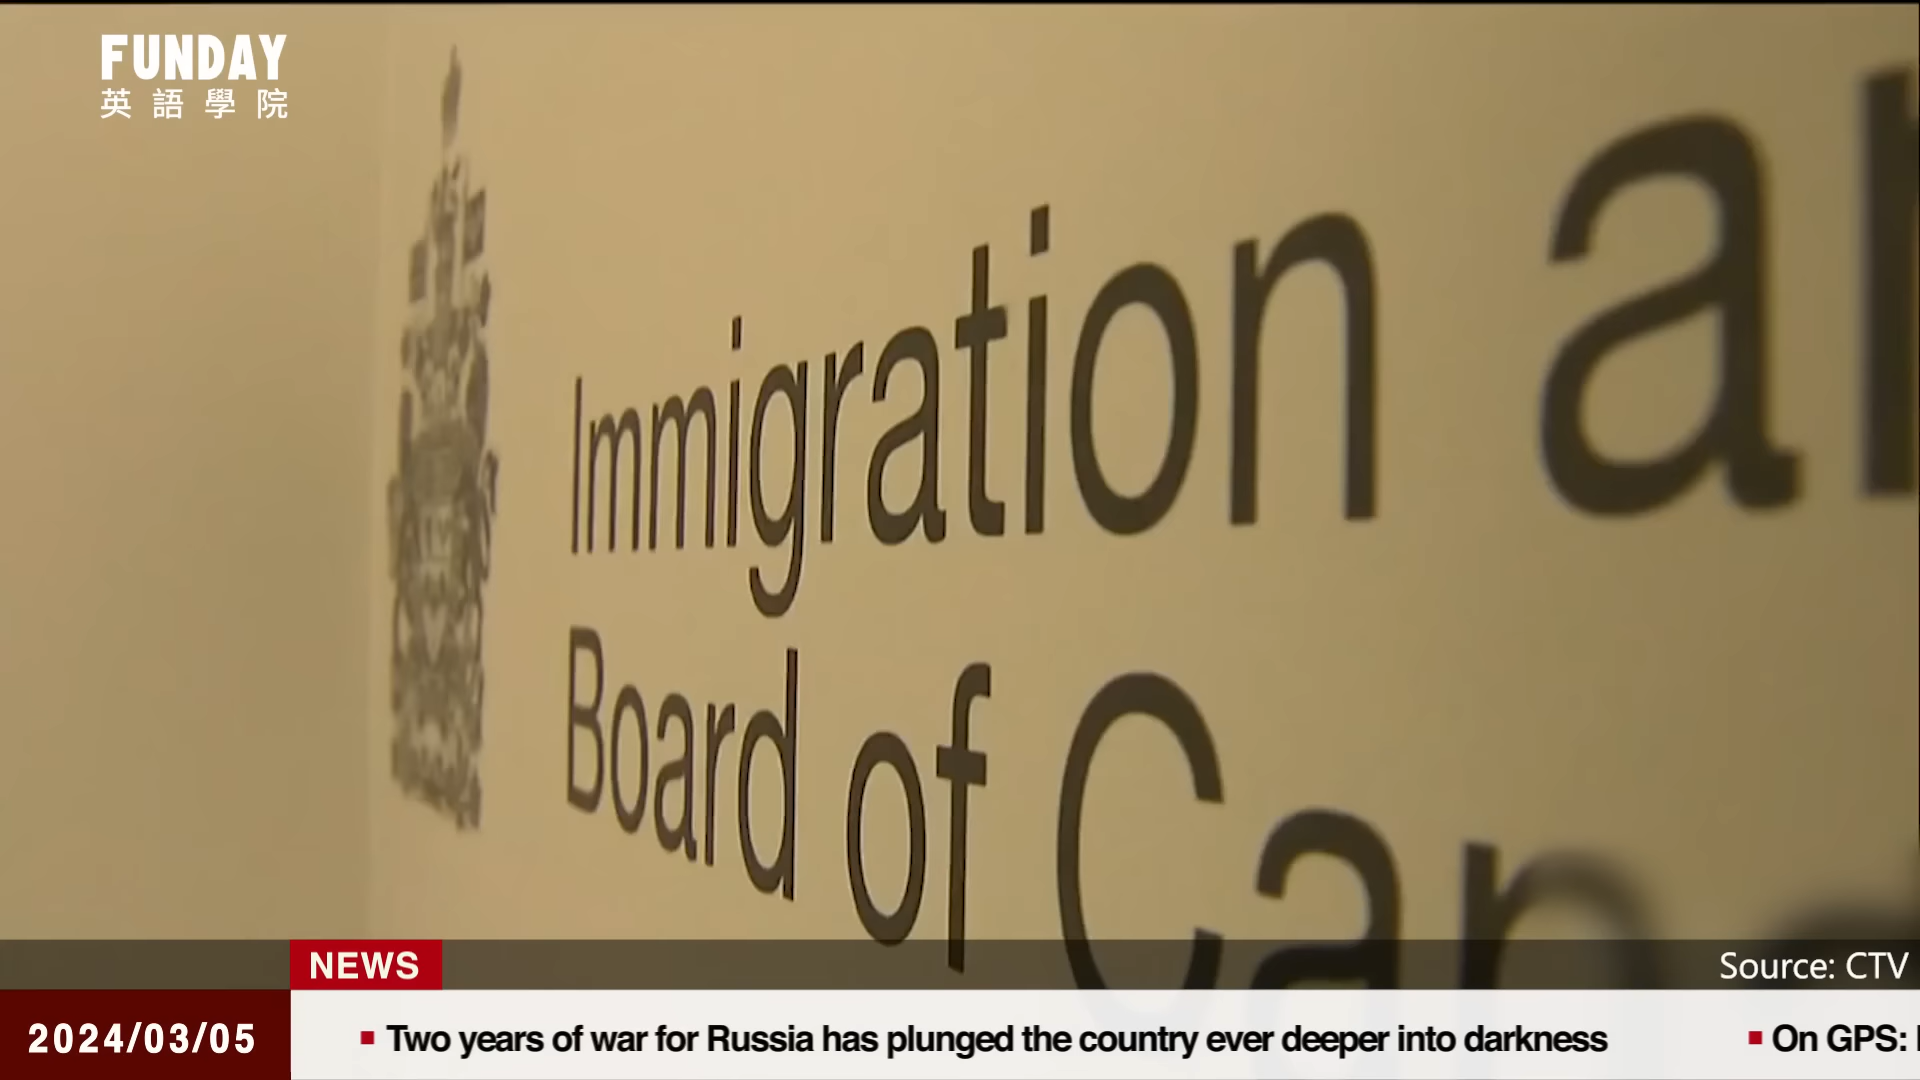 FUNDAY
英語學院
Immigration a
Board of Can
NEWS
Source: CTV
2024/03/05
Two years of war for Russia has plunged the country ever deeper into darkness
On GPS: